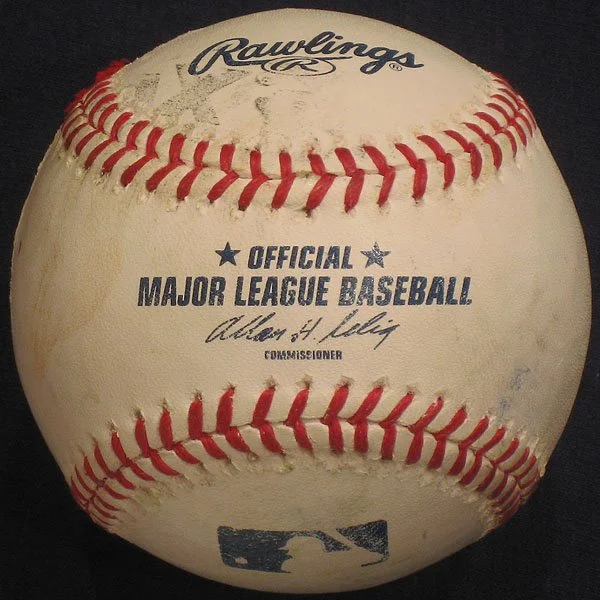 Rawlings ®
R
★ OFFICIAL ★
MAJOR LEAGUE BASEBALL
Allan H. Selig
COMMISSIONER